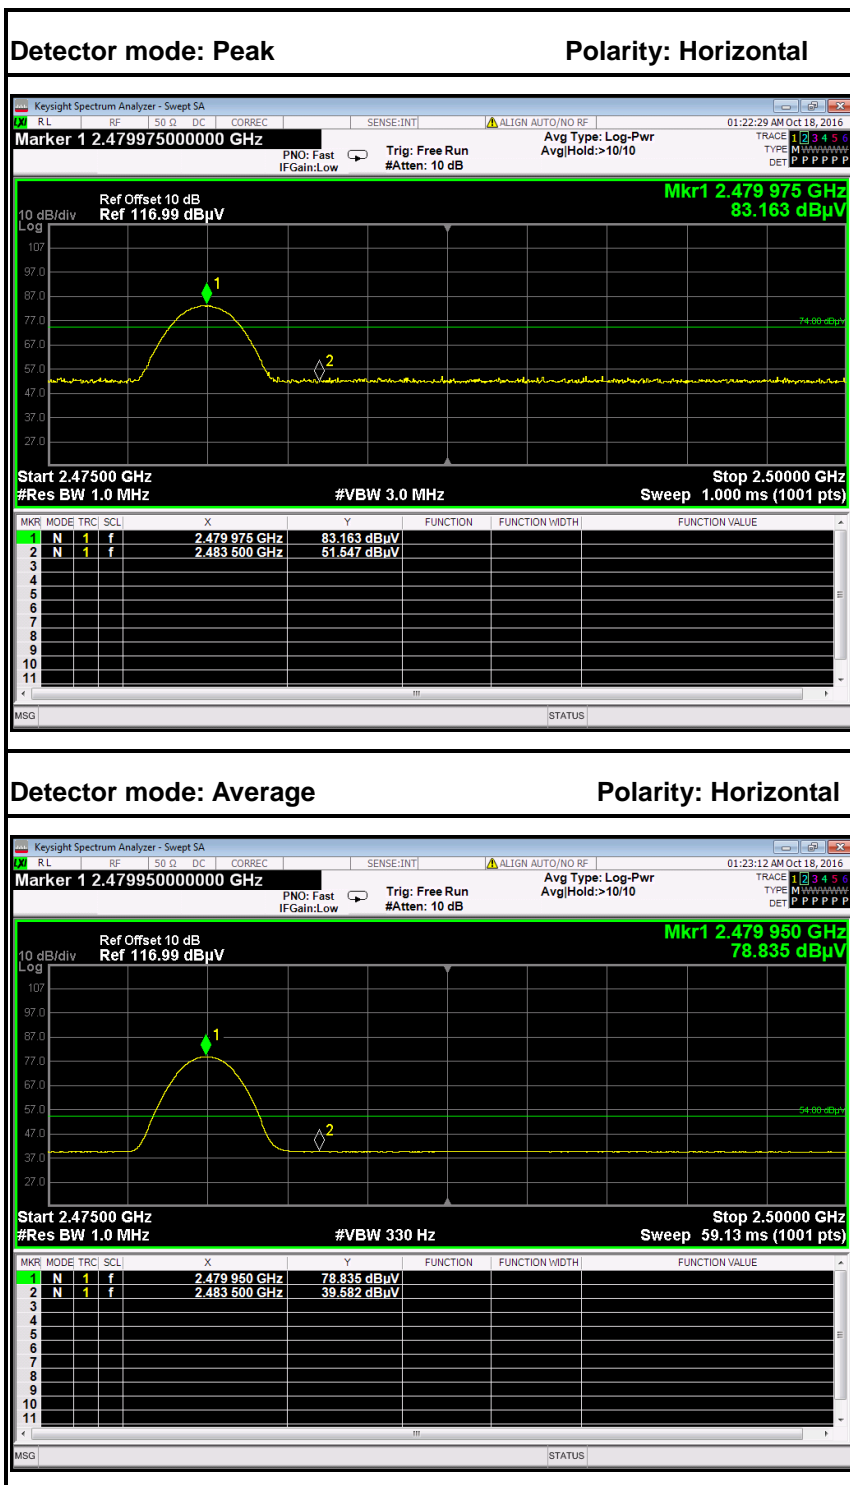 Detector mode: Peak Polarity: Horizontal
Keysight Spectrum Analyzer - Swept SA
LXI RL RF 50 Ω DC CORREC SENSE:INT ALIGN AUTO/NO RF 01:22:29 AM Oct 18, 2016
Marker 1 2.479975000000 GHz Avg Type: Log-Pwr TRACE 1 2 3 4 5 6
PNO: Fast Trig: Free Run Avg|Hold:>10/10 TYPE M WWWWW
IFGain:Low #Atten: 10 dB DET P P P P P P
Mkr1 2.479 975 GHz
83.163 dBµV
Ref Offset 10 dB
10 dB/div Ref 116.99 dBµV
Log
107
97.0
1
87.0
77.0
74.00 dBµV
67.0
2
57.0
47.0
37.0
27.0
Start 2.47500 GHz Stop 2.50000 GHz
#Res BW 1.0 MHz #VBW 3.0 MHz Sweep 1.000 ms (1001 pts)
MKR MODE TRC SCL X Y FUNCTION FUNCTION WIDTH FUNCTION VALUE
1 N 1 f 2.479 975 GHz 83.163 dBµV
2 N 1 f 2.483 500 GHz 51.547 dBµV
3
4
5
6
7
8
9
10
11
MSG STATUS
Detector mode: Average Polarity: Horizontal
Keysight Spectrum Analyzer - Swept SA
LXI RL RF 50 Ω DC CORREC SENSE:INT ALIGN AUTO/NO RF 01:23:12 AM Oct 18, 2016
Marker 1 2.479950000000 GHz Avg Type: Log-Pwr TRACE 1 2 3 4 5 6
PNO: Fast Trig: Free Run Avg|Hold:>10/10 TYPE M WWWWW
IFGain:Low #Atten: 10 dB DET P P P P P P
Mkr1 2.479 950 GHz
78.835 dBµV
Ref Offset 10 dB
10 dB/div Ref 116.99 dBµV
Log
107
97.0
1
87.0
77.0
67.0
57.0
54.00 dBµV
2
47.0
37.0
27.0
Start 2.47500 GHz Stop 2.50000 GHz
#Res BW 1.0 MHz #VBW 330 Hz Sweep 59.13 ms (1001 pts)
MKR MODE TRC SCL X Y FUNCTION FUNCTION WIDTH FUNCTION VALUE
1 N 1 f 2.479 950 GHz 78.835 dBµV
2 N 1 f 2.483 500 GHz 39.582 dBµV
3
4
5
6
7
8
9
10
11
MSG STATUS